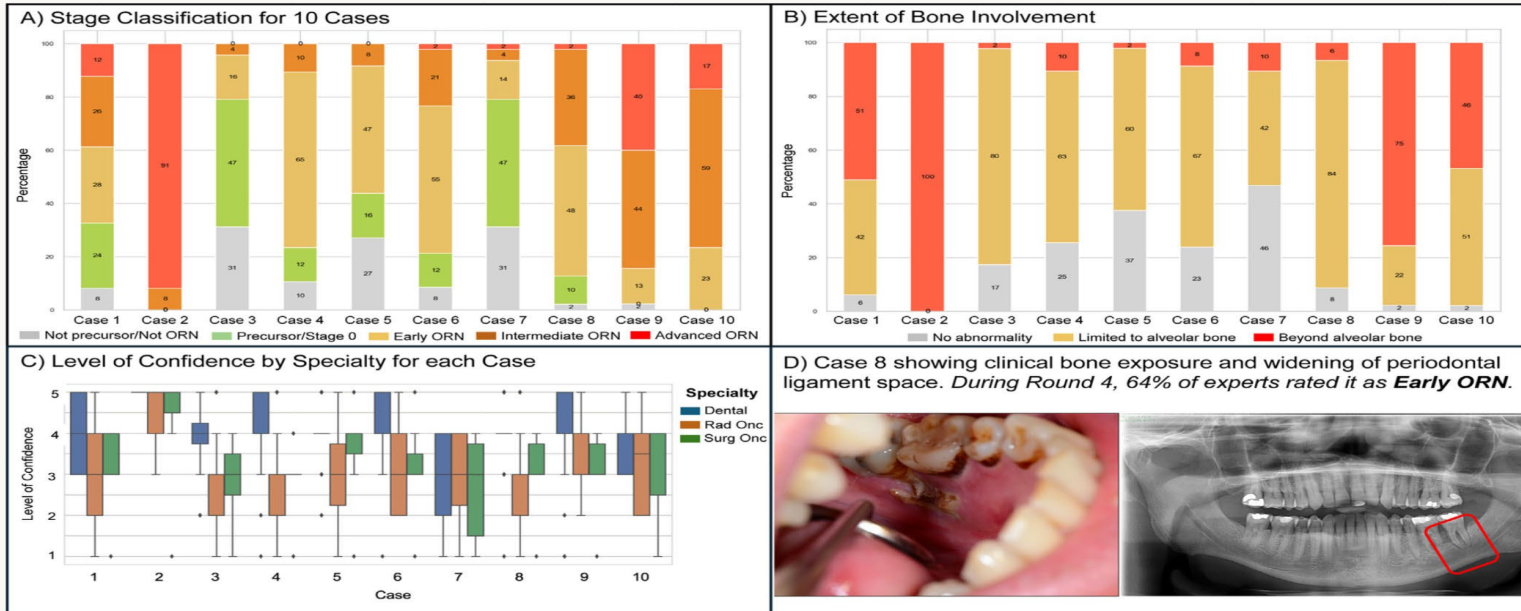 A) Stage Classification for 10 Cases
Percentage
100
80
60
40
20
0
12 26 28 24 8
91 8 0
0 4 16 47 31
0 10 65 12 10
0 8 47 16 27
2 21 55 12 8
2 4 14 47 31
2 36 48 10 2
40 44 13 0 2
17 59 23 0
Case 1 Case 2 Case 3 Case 4 Case 5 Case 6 Case 7 Case 8 Case 9 Case 10
Not precursor/Not ORN Precursor/Stage 0 Early ORN Intermediate ORN Advanced ORN
B) Extent of Bone Involvement
Percentage
100
80
60
40
20
0
51 42 6
100 0
2 80 17
10 63 25
2 60 37
8 67 23
10 42 46
6 84 8
75 22 2
46 51 2
Case 1 Case 2 Case 3 Case 4 Case 5 Case 6 Case 7 Case 8 Case 9 Case 10
No abnormality Limited to alveolar bone Beyond alveolar bone
C) Level of Confidence by Specialty for each Case
Level of Confidence
5
4
3
2
1
Specialty
Dental
Rad Onc
Surg Onc
1 2 3 4 5 6 7 8 9 10
Case
D) Case 8 showing clinical bone exposure and widening of periodontal
ligament space. During Round 4, 64% of experts rated it as Early ORN.